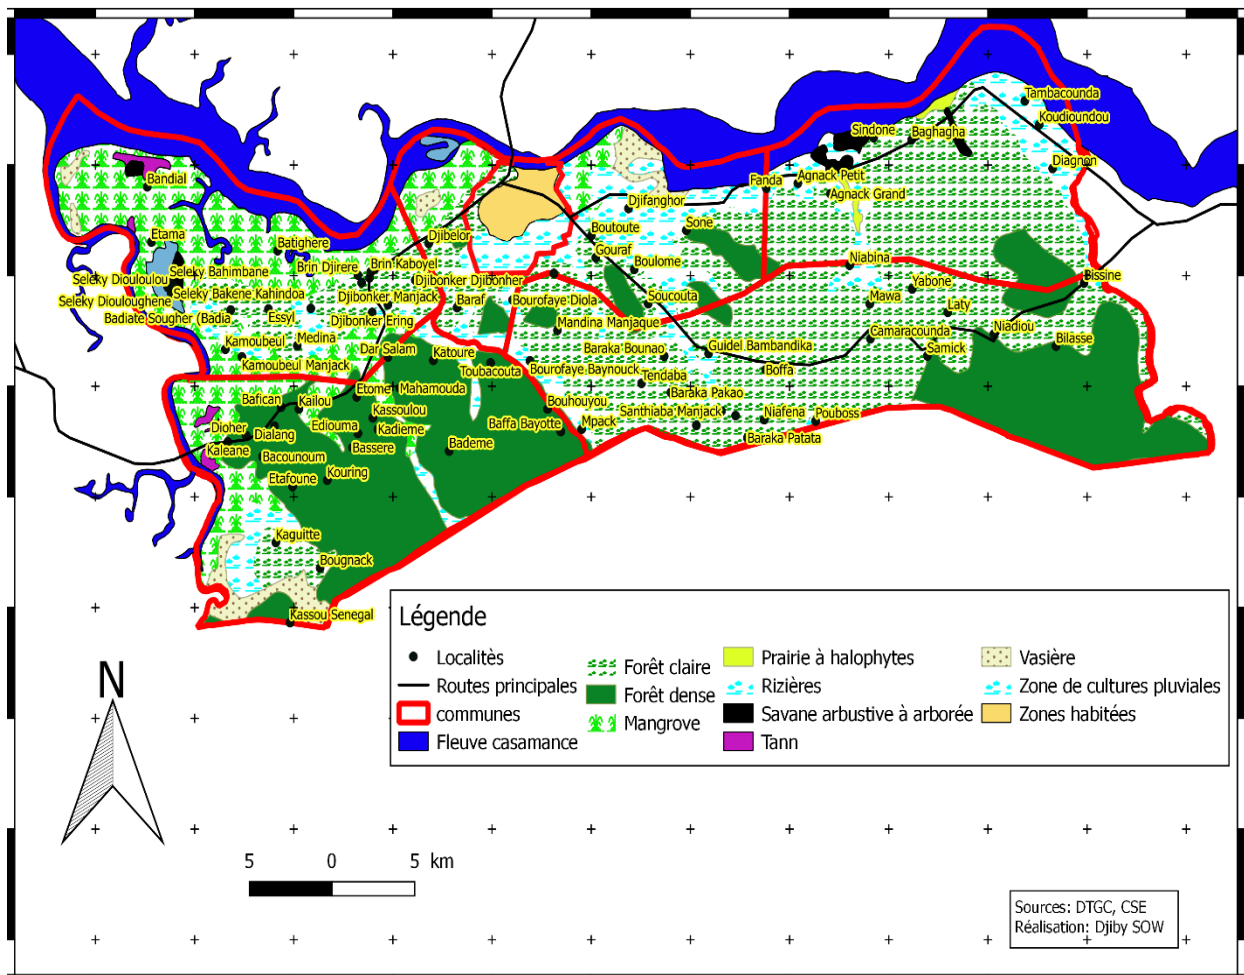 Tambacounda
Koudioundou
Sindone
Baghagha
Diagnon
Bandial
Fanda
Agnack Petit
Agnack Grand
Djifanghor
Etama
Batighere
Djibelor
Boutoute
Sone
Gouraf
Seleky Dioulolou
Seleky Bahimbane
Brin Djirere
Brin Kaboyel
Boulome
Niabina
Bissine
Djibonker Djibonher
Yabone
Seleky Diouloughene
Seleky Bakene Kahindoa
Djibonker Manjack
Baraf
Bourofaye Diola
Soucouta
Mawa
Laty
Badiate Sougher (Badia
Essyl
Djibonker Ering
Mandina Manjaque
Camaracounda
Niadiou
Kamoubeul
Medina
Dar Salam
Katoure
Baraka Bounao
Guidel Bambandika
Samick
Bilasse
Kamoubeul Manjack
Toubacouta
Bourofaye Baynouck
Boffa
Tendaba
Etome
Mahamouda
Baraka Pakao
Bafican
Kailou
Kassoulou
Bouhouyou
Santhiaba Manjack
Niafena
Pouboss
Dioher
Dialang
Ediouma
Kadieme
Baffa Bayotte
Mpack
Baraka Patata
Kaleane
Bacounoum
Bassere
Bademe
Etafoune
Kouring
Kaguitte
Bougnack
Kassou Senegal
Légende
Localitès
Routes principales
communes
Fleuve casamance
Forêt claire
Forêt dense
Mangrove
Prairie à halophytes
Rizières
Savane arbustive à arborée
Tann
Vasière
Zone de cultures pluviales
Zones habitées
N
5 0 5 km
Sources: DTGC, CSE
Réalisation: Djiby SOW